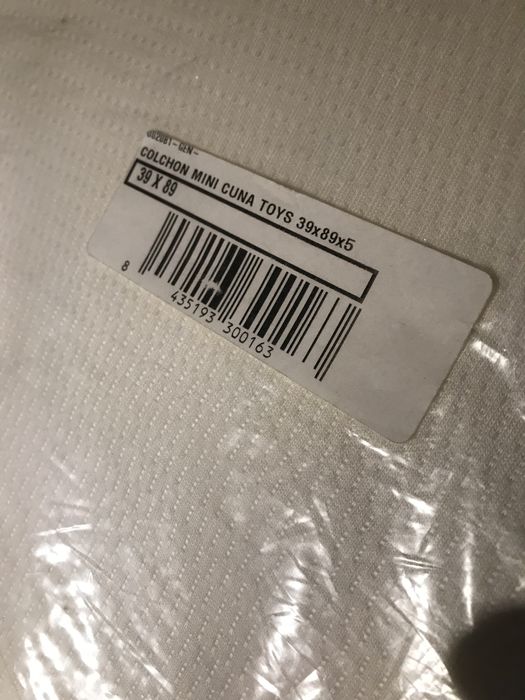 COLCHON MINI CUNA TOYS 39x89x5
39 X 89
8 435193 300163